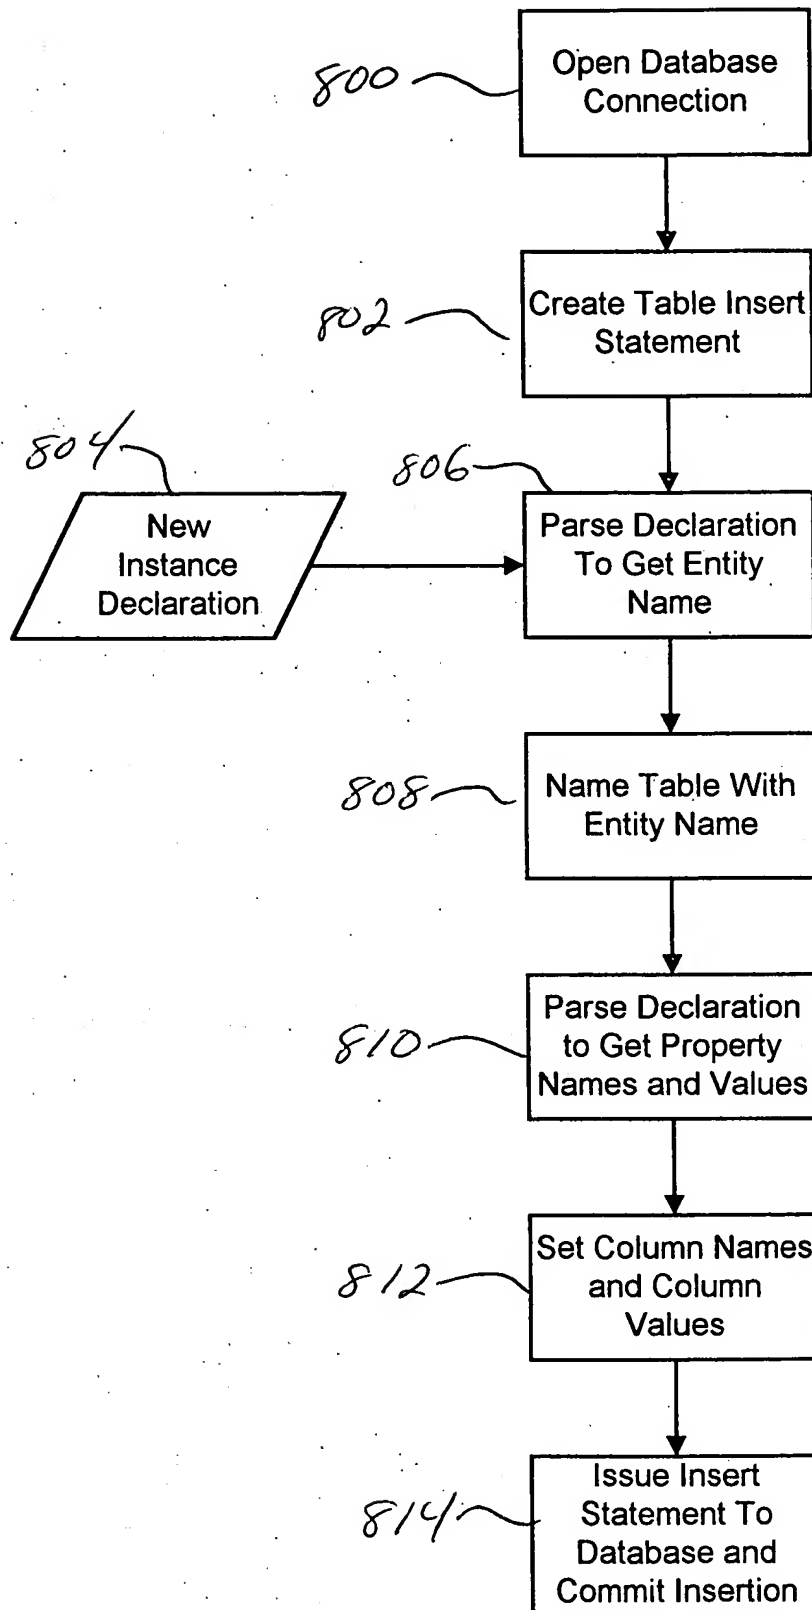 800
Open Database
Connection
802
Create Table Insert
Statement
804
New
Instance
Declaration
806
Parse Declaration
To Get Entity
Name
808
Name Table With
Entity Name
810
Parse Declaration
to Get Property
Names and Values
812
Set Column Names
and Column
Values
814
Issue Insert
Statement To
Database and
Commit Insertion